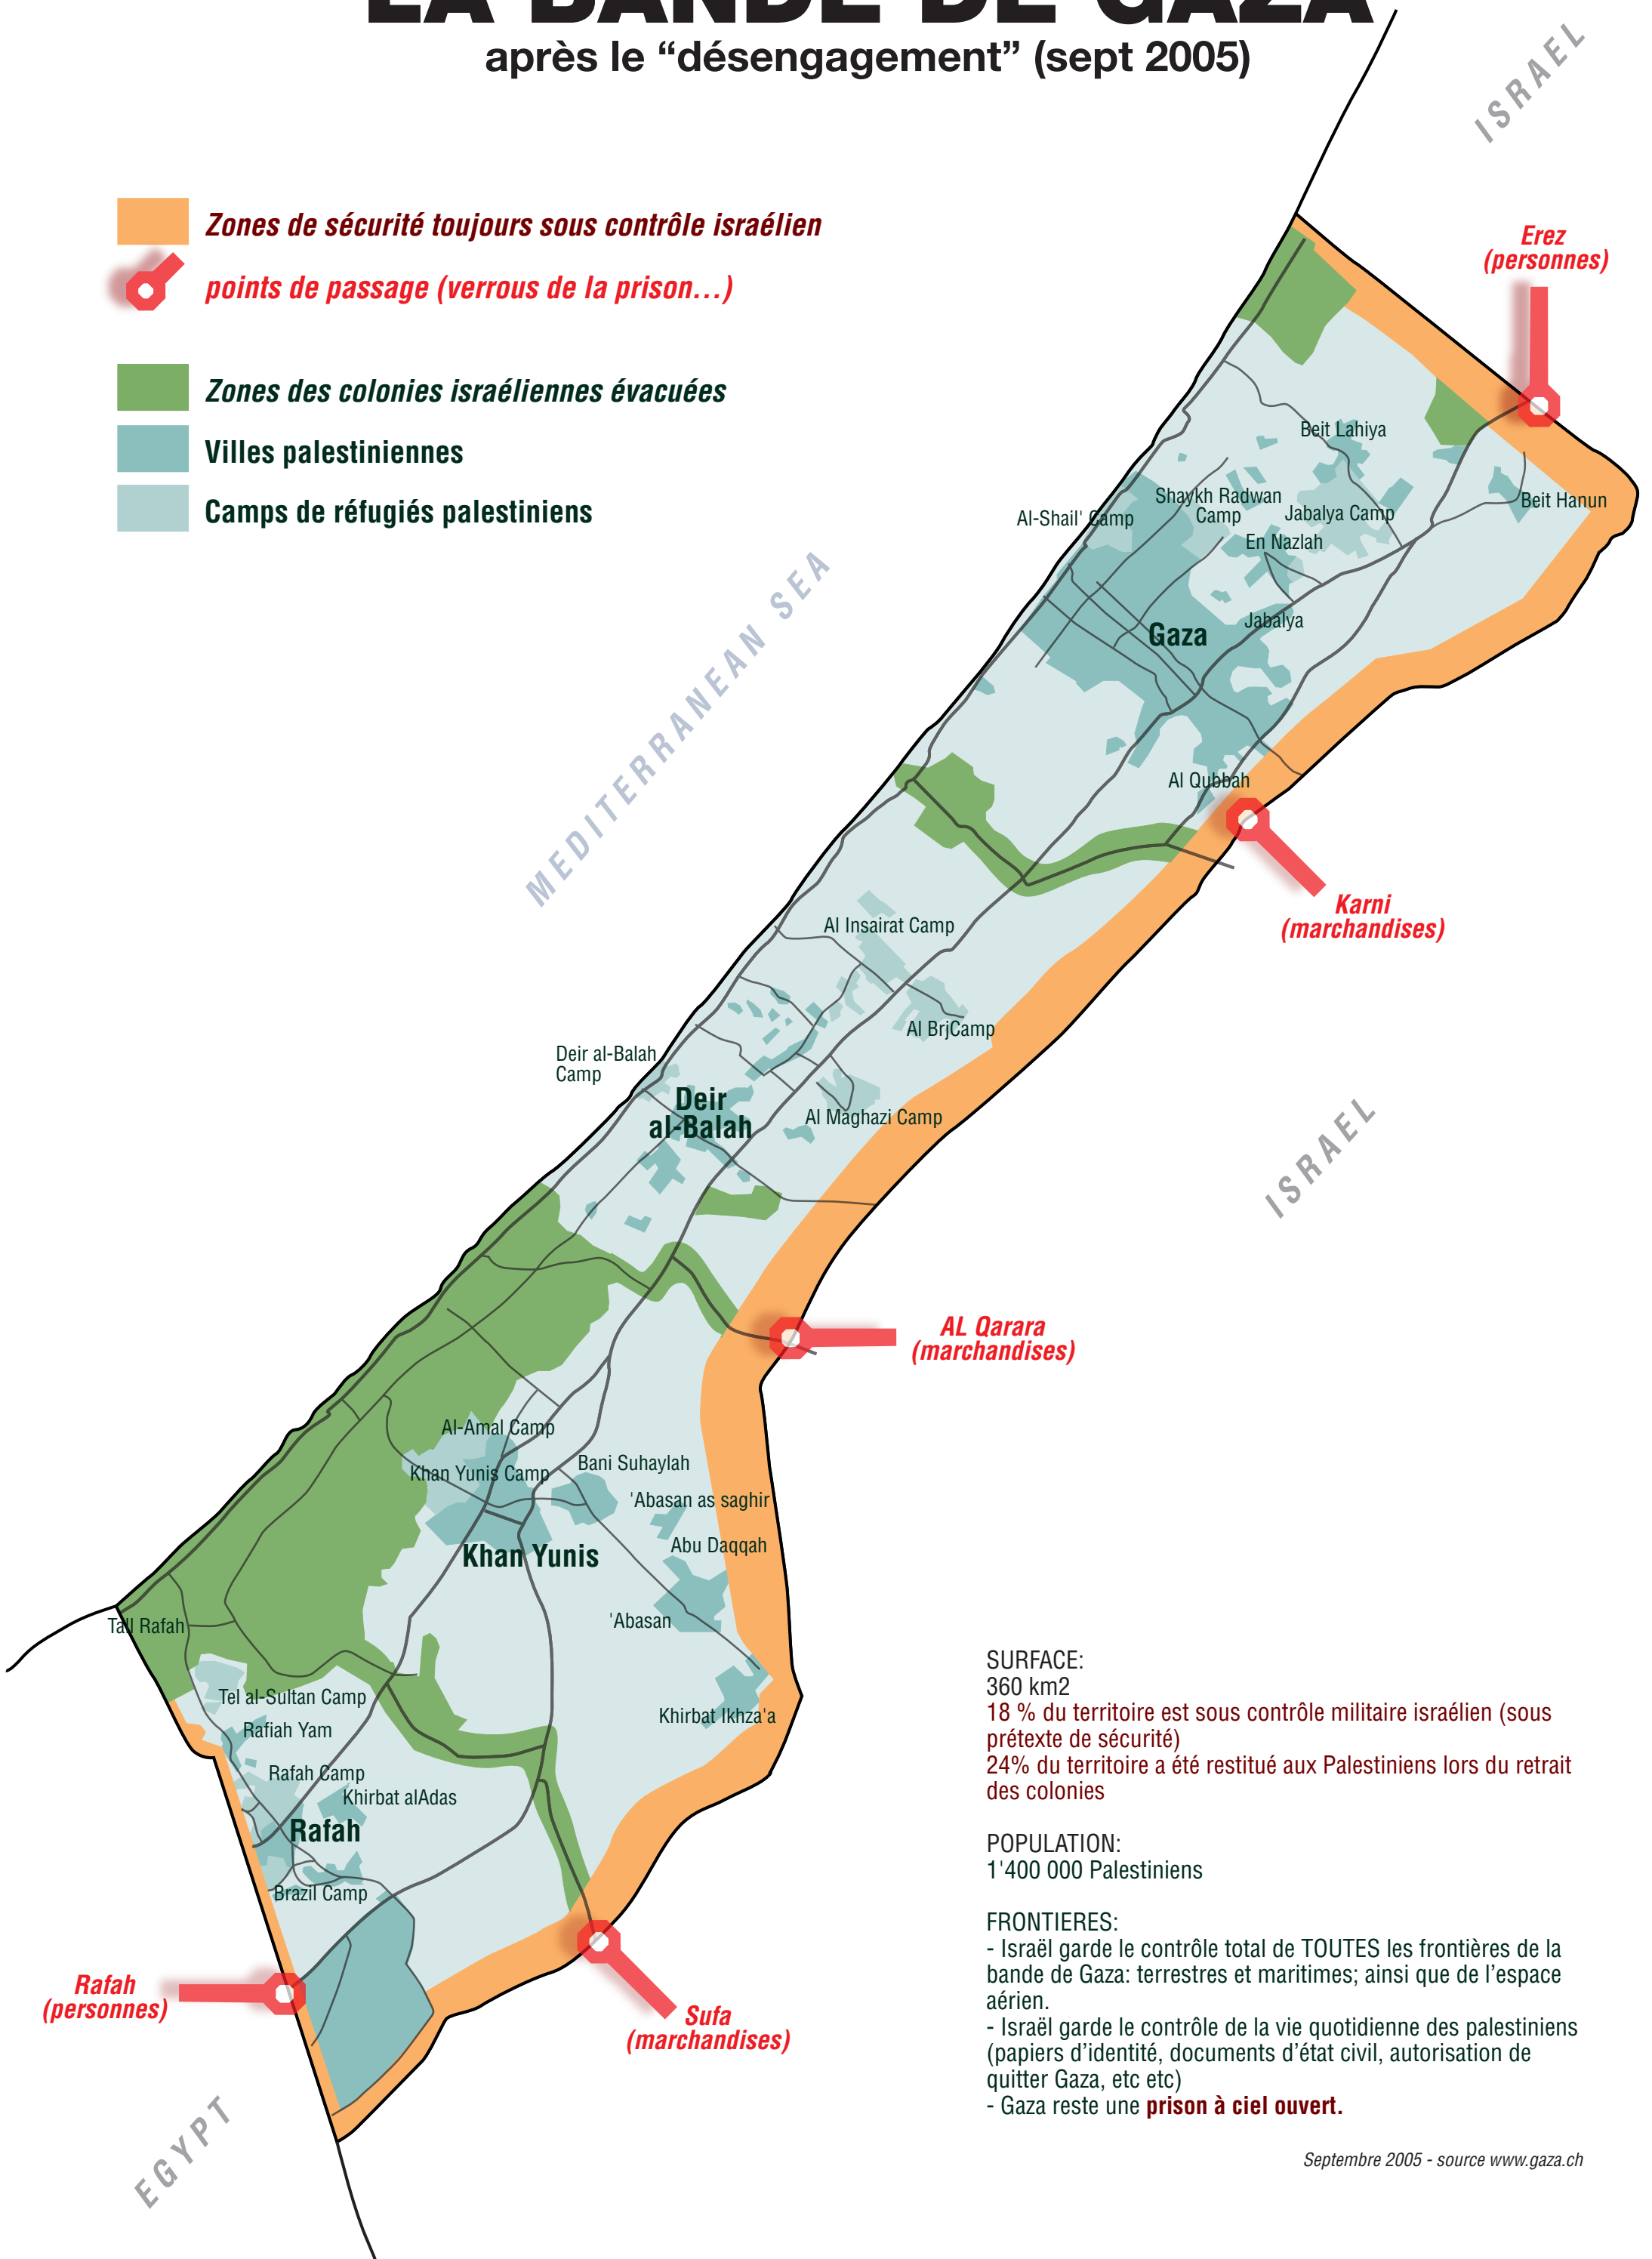 LA BANDE DE GAZA
après le “désengagement” (sept 2005)
ISRAEL
Zones de sécurité toujours sous contrôle israélien
points de passage (verrous de la prison...)
Zones des colonies israéliennes évacuées
Villes palestiniennes
Camps de réfugiés palestiniens
Erez
(personnes)
Beit Lahiya
Beit Hanun
Shaykh Radwan
Camp
Jabalya Camp
Al-Shail' Camp
En Nazlah
Jabalya
Gaza
MEDITERRANEAN SEA
Al Qubbah
Karni
(marchandises)
Al Insairat Camp
Al BrjCamp
Deir al-Balah
Camp
Deir
al-Balah
Al Maghazi Camp
ISRAEL
AL Qarara
(marchandises)
Al-Amal Camp
Khan Yunis Camp
Bani Suhaylah
'Abasan as saghir
Abu Daqqah
Khan Yunis
'Abasan
Tall Rafah
Tel al-Sultan Camp
Khirbat Ikhza'a
Rafiah Yam
Rafah Camp
Khirbat alAdas
Rafah
Brazil Camp
Rafah
(personnes)
Sufa
(marchandises)
EGYPT
SURFACE:
360 km2
18 % du territoire est sous contrôle militaire israélien (sous
prétexte de sécurité)
24% du territoire a été restitué aux Palestiniens lors du retrait
des colonies
POPULATION:
1'400 000 Palestiniens
FRONTIERES:
- Israël garde le contrôle total de TOUTES les frontières de la
bande de Gaza: terrestres et maritimes; ainsi que de l’espace
aérien.
- Israël garde le contrôle de la vie quotidienne des palestiniens
(papiers d’identité, documents d’état civil, autorisation de
quitter Gaza, etc etc)
- Gaza reste une prison à ciel ouvert.
Septembre 2005 - source www.gaza.ch